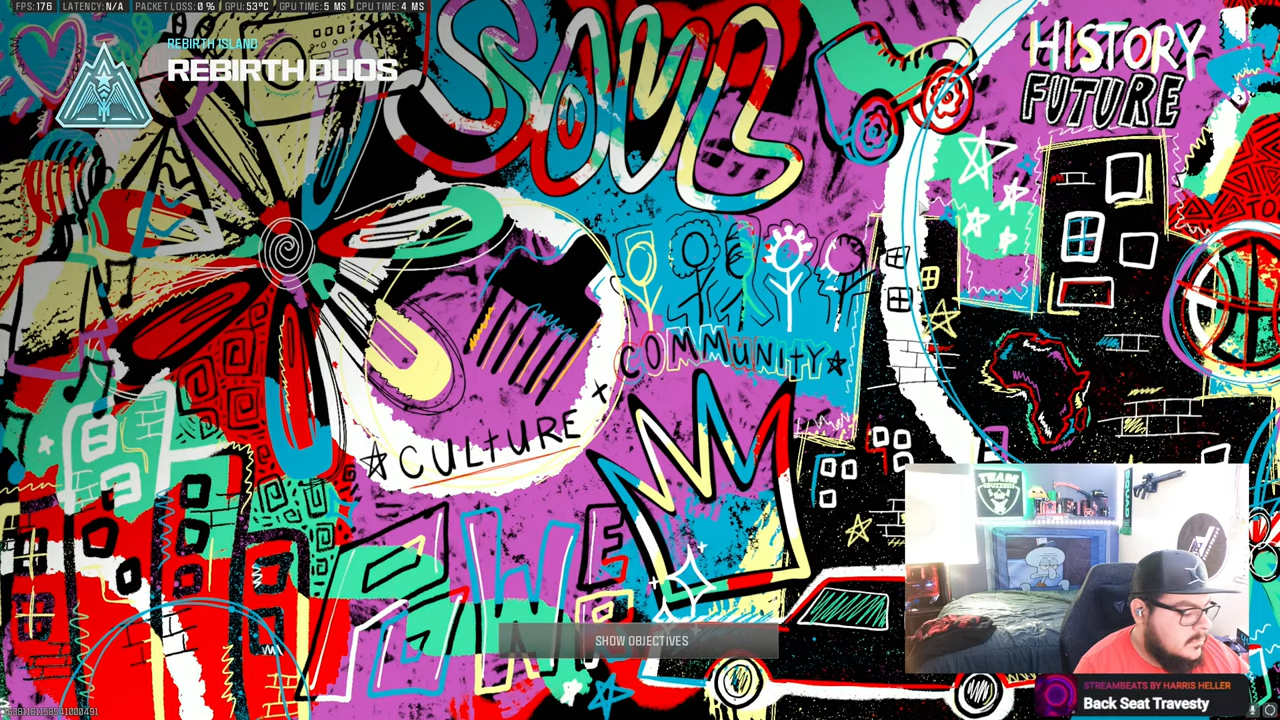 FPS:176 LATENCY:N/A PACKET LOSS:0 % GPU:53°C GPU TIME:5 MS CPU TIME:4 MS
REBIRTH ISLAND
REBIRTH DUOS
SOUL
HISTORY
FUTURE
COMMUNITY
CULTURE
SHOW OBJECTIVES
STREAMBEATS BY HARRIS HELLER
Back Seat Travesty